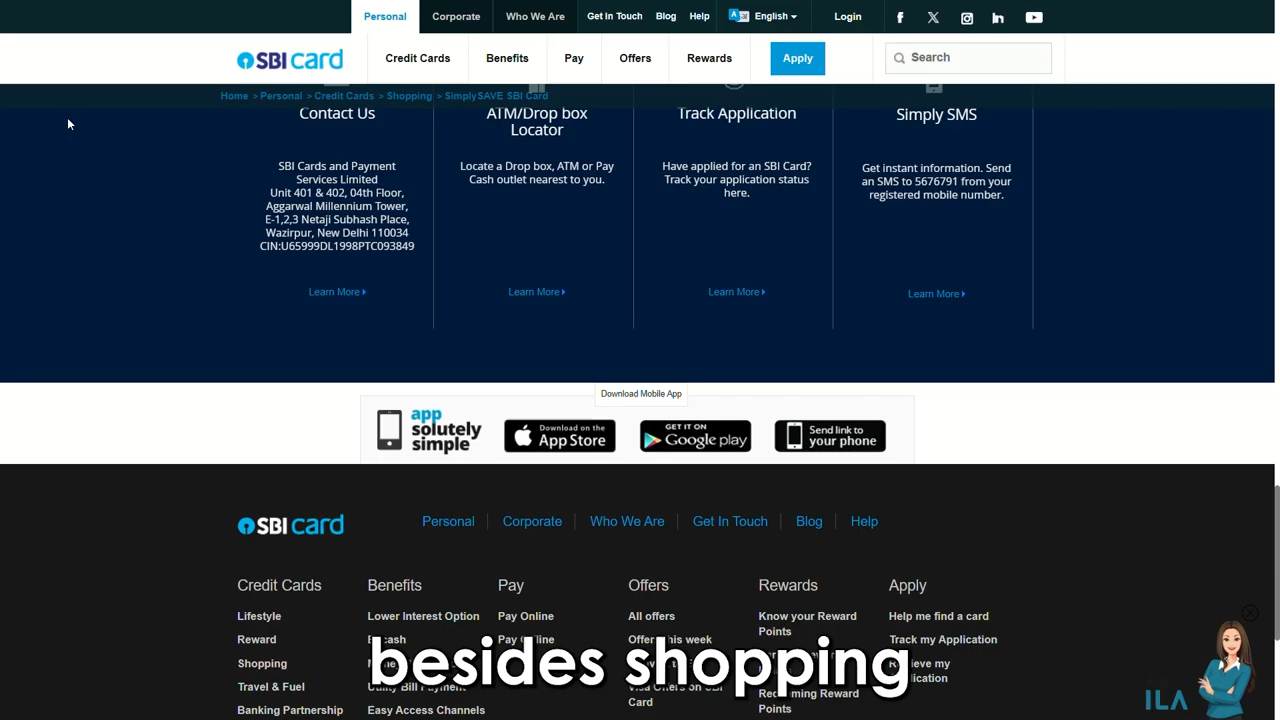 Personal
Corporate
Who We Are
Get In Touch
Blog
Help
English
Login
SBI card
Credit Cards
Benefits
Pay
Offers
Rewards
Apply
Search
Home > Personal > Credit Cards > Shopping > SimplySAVE SBI Card
Contact Us
SBI Cards and Payment
Services Limited
Unit 401 & 402, 04th Floor,
Aggarwal Millennium Tower,
E-1,2,3 Netaji Subhash Place,
Wazirpur, New Delhi 110034
CIN:U65999DL1998PTC093849
Learn More
ATM/Drop box
Locator
Locate a Drop box, ATM or Pay
Cash outlet nearest to you.
Learn More
Track Application
Have applied for an SBI Card?
Track your application status
here.
Learn More
Simply SMS
Get instant information. Send
an SMS to 5676791 from your
registered mobile number.
Learn More
Download Mobile App
app
solutely
simple
Download on the
App Store
GET IT ON
Google play
Send link to
your phone
SBI card
Personal
Corporate
Who We Are
Get In Touch
Blog
Help
Credit Cards
Lifestyle
Reward
Shopping
Travel & Fuel
Banking Partnership
Benefits
Lower Interest Option
Utility Bill Payment
Easy Access Channels
Pay
Pay Online
Offers
All offers
Card
Rewards
Know your Reward
Points
Redeeming Reward
Points
Apply
Help me find a card
Track my Application
besides shopping
ILA